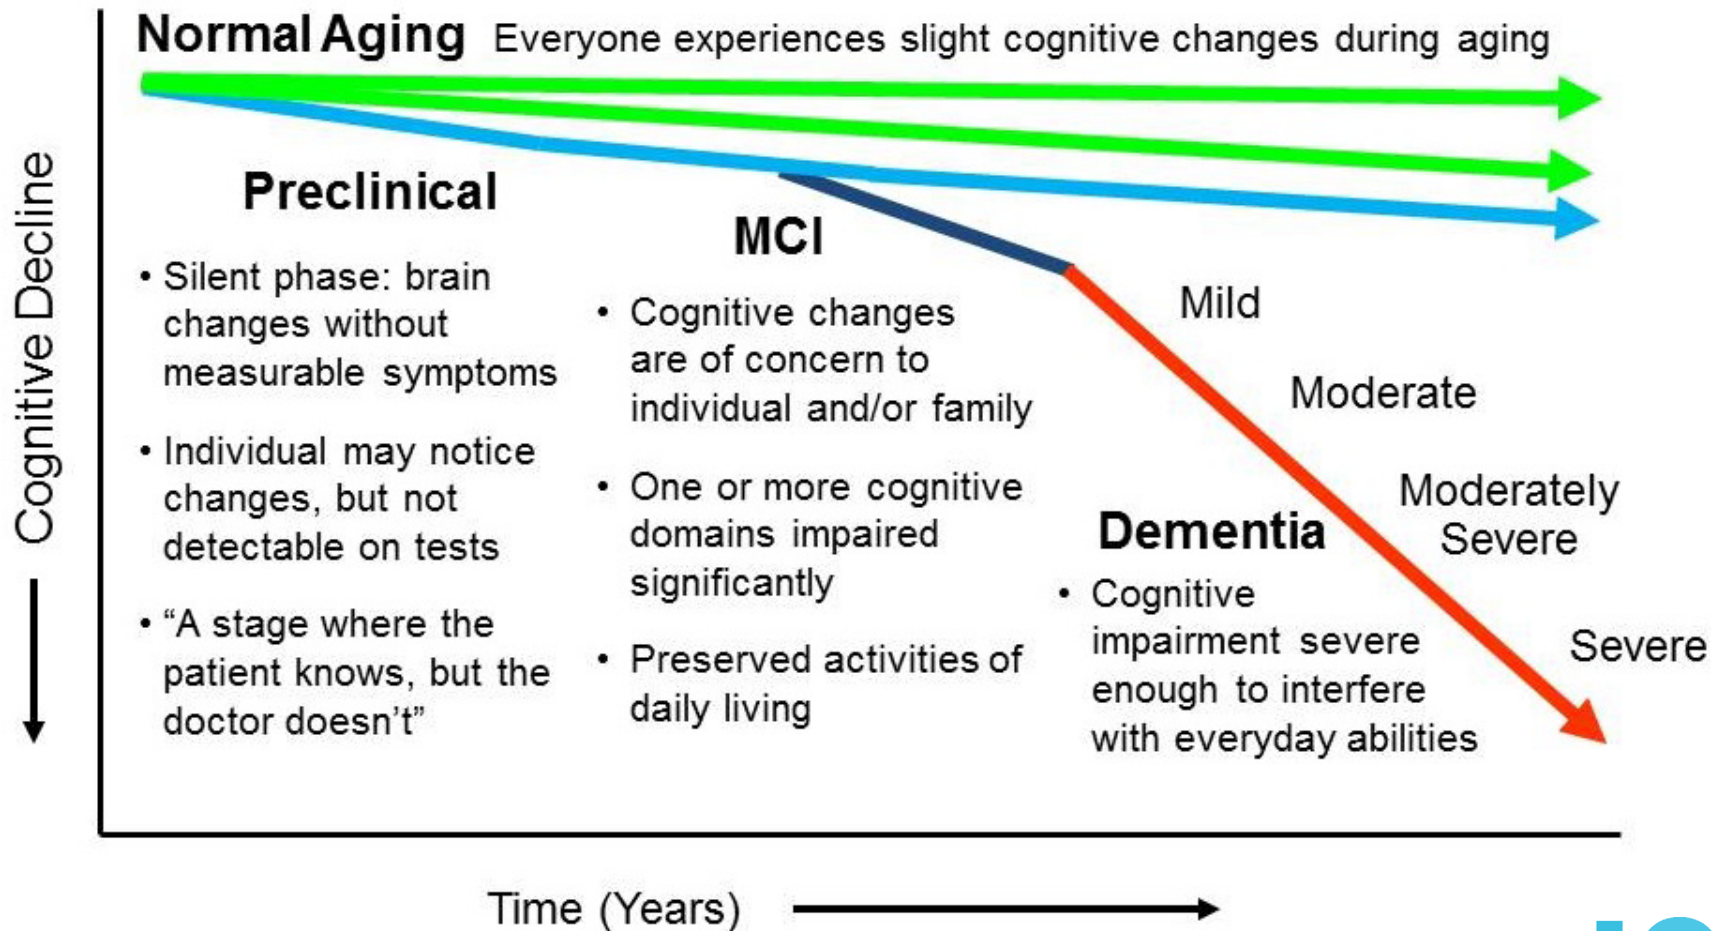 Normal Aging Everyone experiences slight cognitive changes during aging
Cognitive Decline
Preclinical
• Silent phase: brain
changes without
measurable symptoms
• Individual may notice
changes, but not
detectable on tests
• “A stage where the
patient knows, but the
doctor doesn’t”
MCI
• Cognitive changes
are of concern to
individual and/or family
• One or more cognitive
domains impaired
significantly
• Preserved activities of
daily living
Dementia
• Cognitive
impairment severe
enough to interfere
with everyday abilities
Mild
Moderate
Moderately
Severe
Severe
Time (Years)